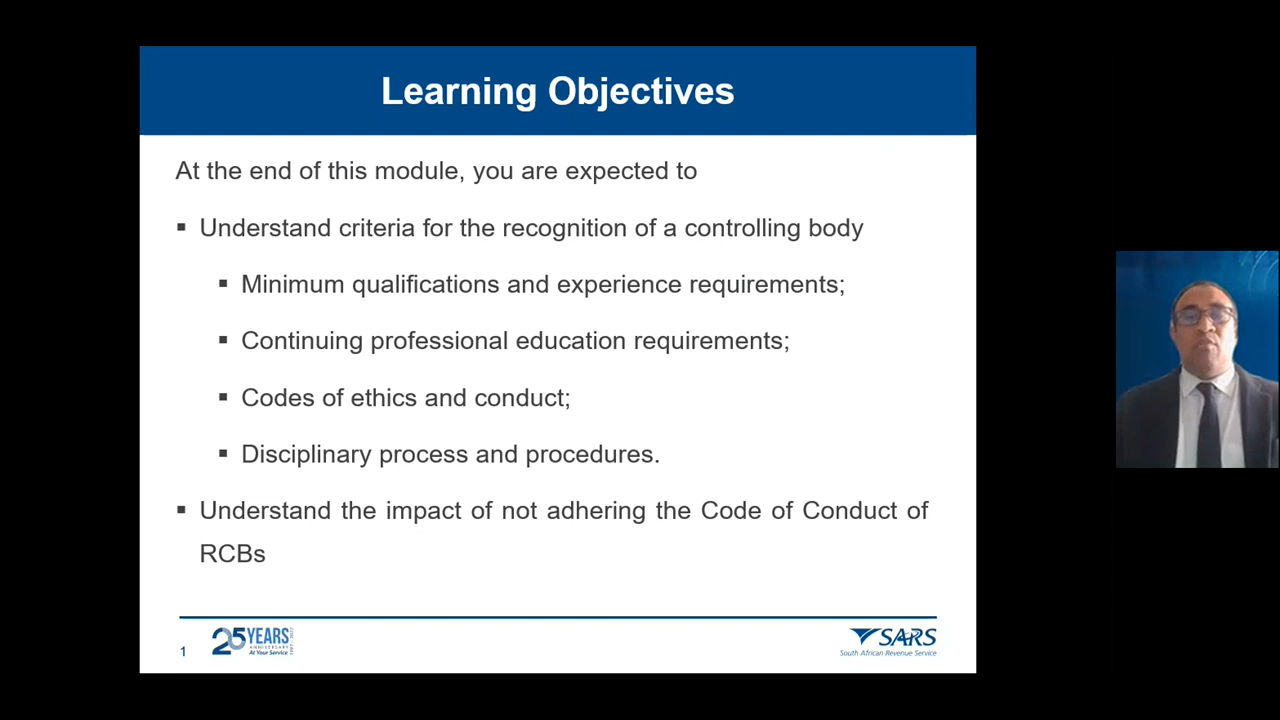 Learning Objectives
At the end of this module, you are expected to
▪ Understand criteria for the recognition of a controlling body
▪ Minimum qualifications and experience requirements;
▪ Continuing professional education requirements;
▪ Codes of ethics and conduct;
▪ Disciplinary process and procedures.
▪ Understand the impact of not adhering the Code of Conduct of
RCBs
1
25 YEARS
ANNIVERSARY
At Your Service
SARS
South African Revenue Service